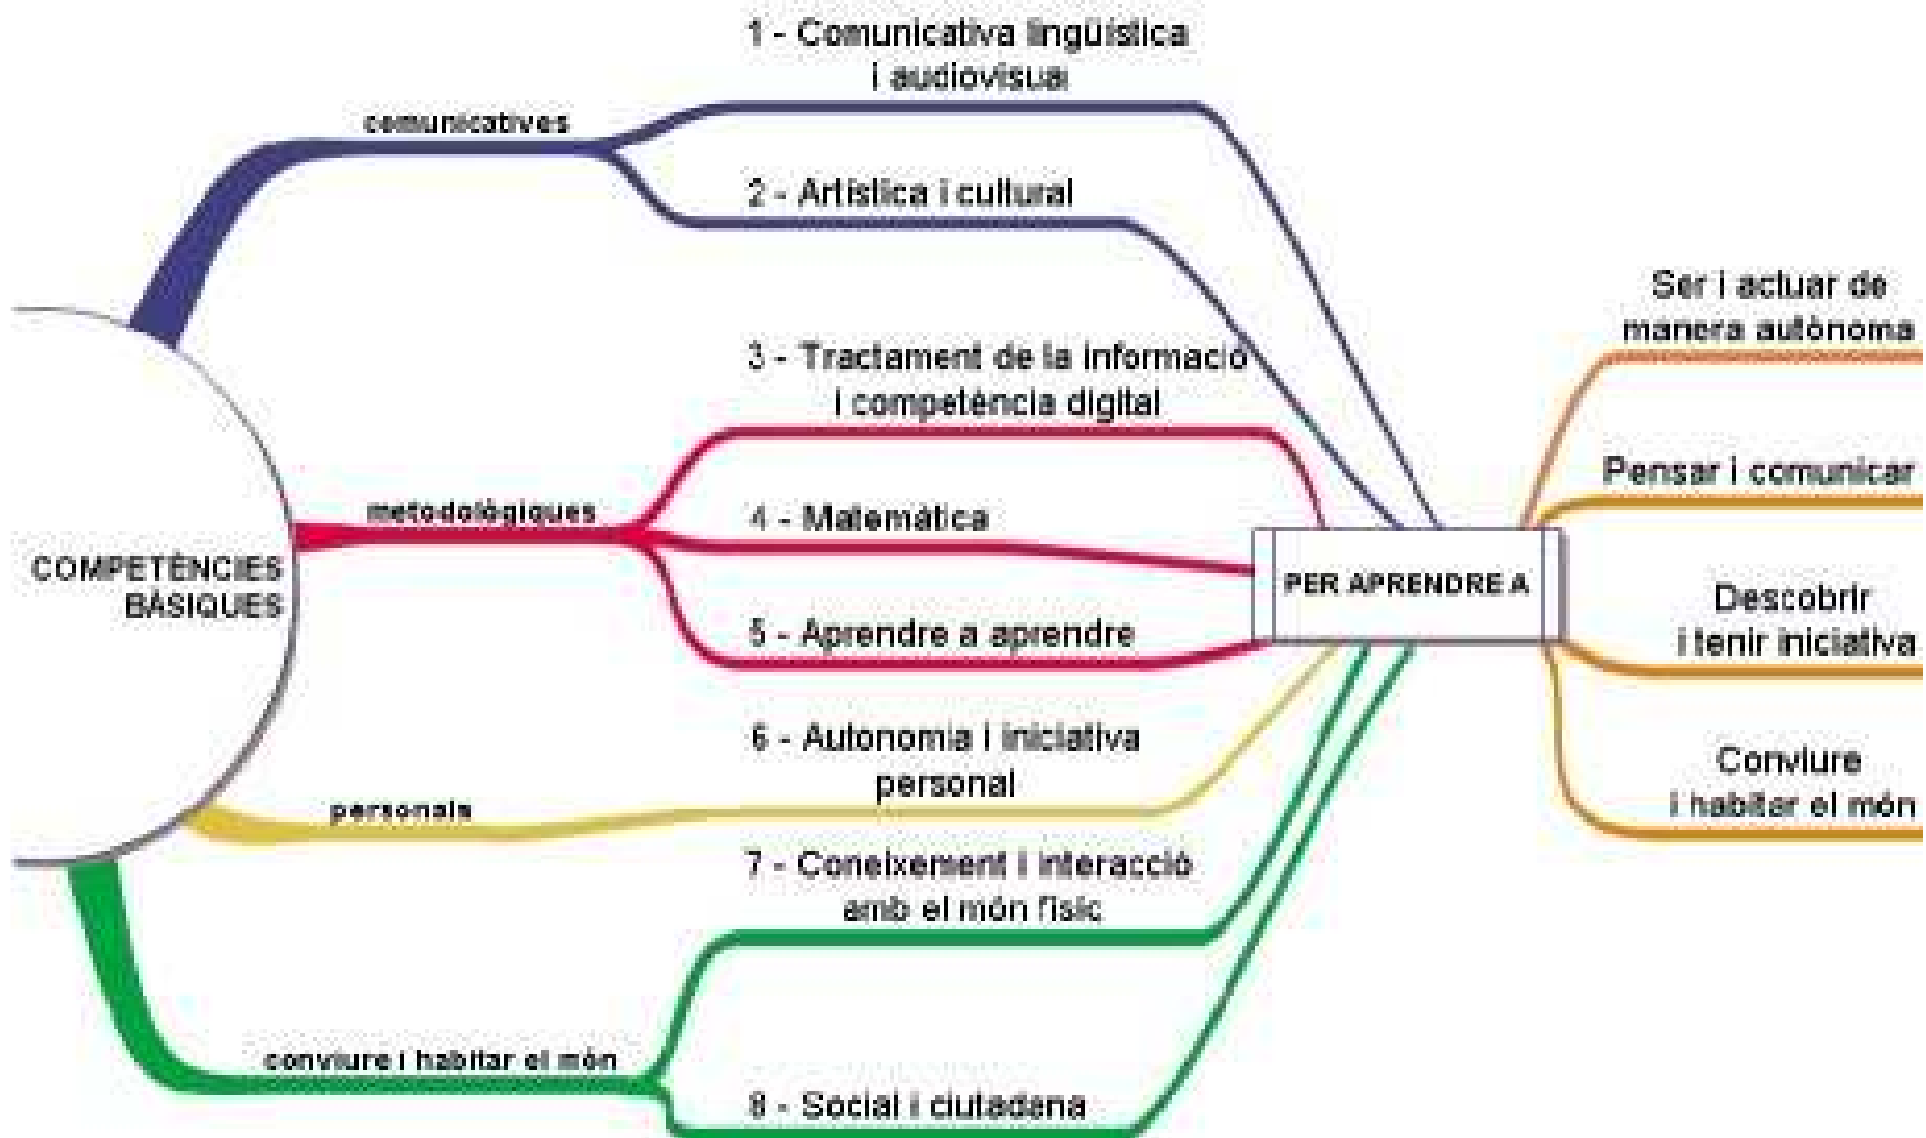 COMPETÈNCIES
BÀSIQUES
comunicatives
1 - Comunicativa lingüística
i audiovisual
2 - Artística i cultural
metodològiques
3 - Tractament de la informació
i competència digital
4 - Matemàtica
5 - Aprendre a aprendre
personals
6 - Autonomia i iniciativa
personal
conviure i habitar el món
7 - Coneixement i interacció
amb el món físic
8 - Social i ciutadana
PER APRENDRE A
Ser i actuar de
manera autònoma
Pensar i comunicar
Descobrir
i tenir iniciativa
Conviure
i habitar el món